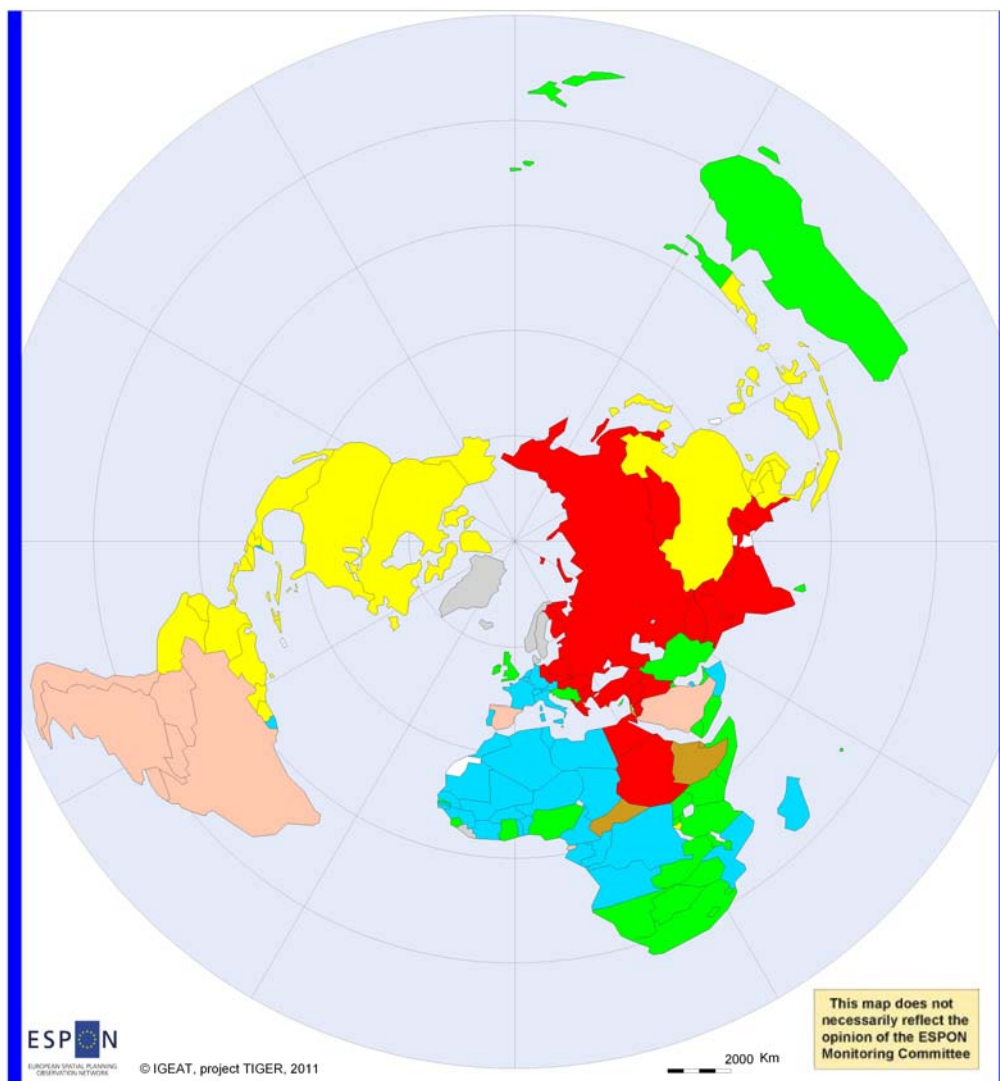 This map does not
necessarily reflect the
opinion of the ESPON
Monitoring Committee
ESPON
EUROPEAN SPATIAL PLANNING
OBSERVATION NETWORK
© IGEAT, project TIGER, 2011
2000 Km